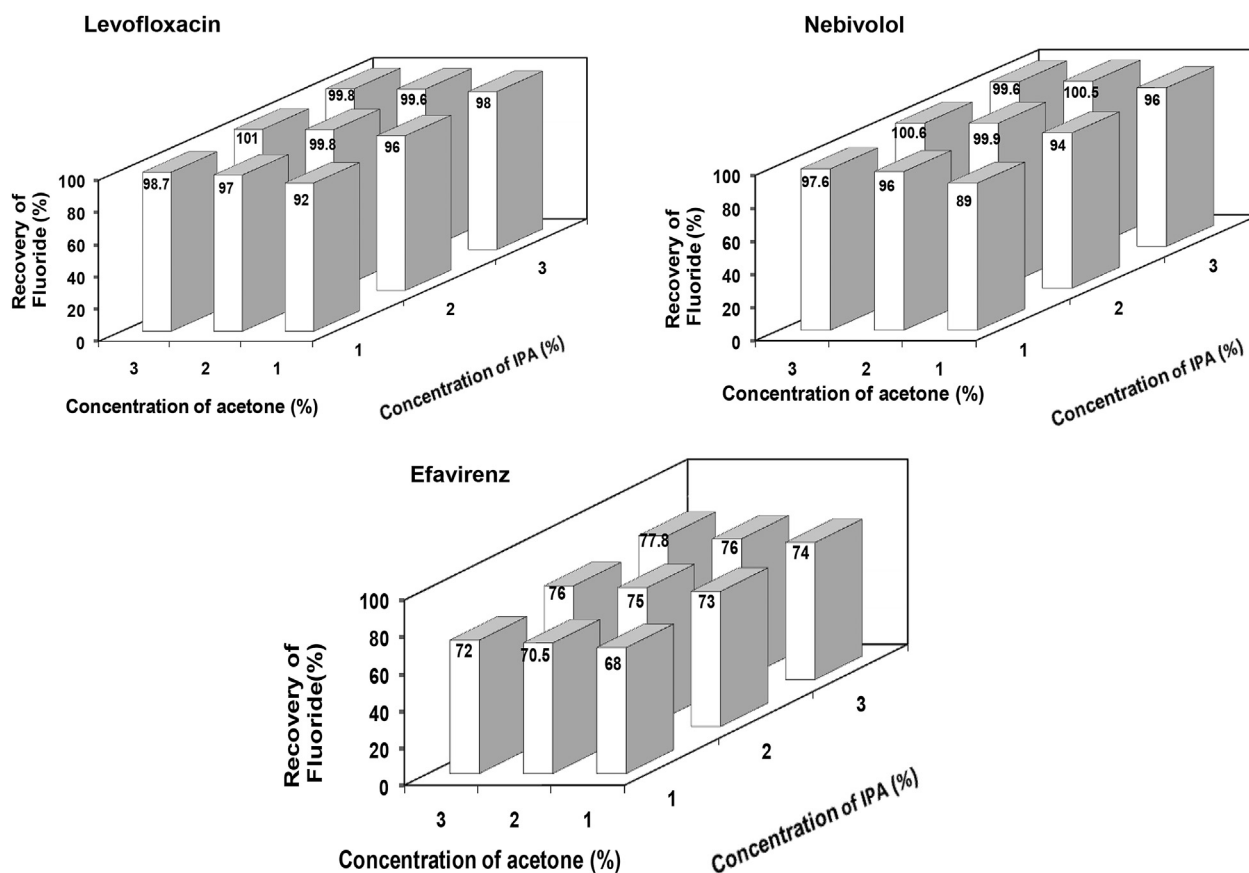 Levofloxacin
99.8 99.6 98
101 99.8 96
98.7 97 92
100
80
60
40
20
0
Recovery of
Fluoride (%)
3 2 1
1
2
3
Concentration of acetone (%)
Concentration of IPA (%)
Nebivolol
99.6 100.5 96
100.6 99.9 94
97.6 96 89
100
80
60
40
20
0
Recovery of
Fluoride (%)
3 2 1
1
2
3
Concentration of acetone (%)
Concentration of IPA (%)
Efavirenz
77.8 76 74
76 75 73
72 70.5 68
100
80
60
40
20
0
Recovery of
Fluoride(%)
3 2 1
1
2
3
Concentration of acetone (%)
Concentration of IPA (%)